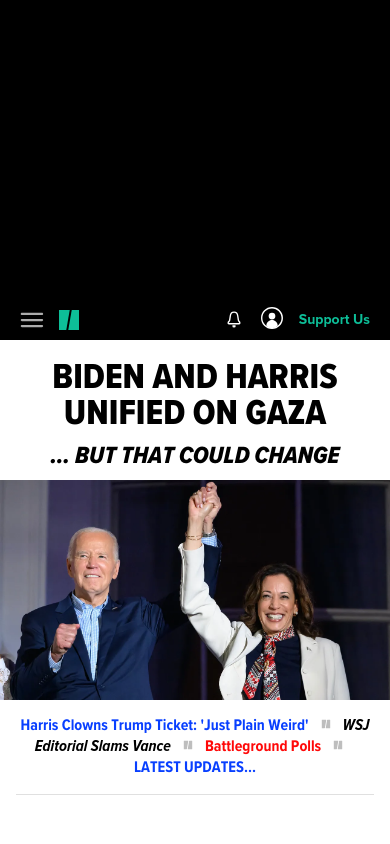 Support Us
BIDEN AND HARRIS
UNIFIED ON GAZA
... BUT THAT COULD CHANGE
Harris Clowns Trump Ticket: 'Just Plain Weird' WSJ
Editorial Slams Vance Battleground Polls
LATEST UPDATES...